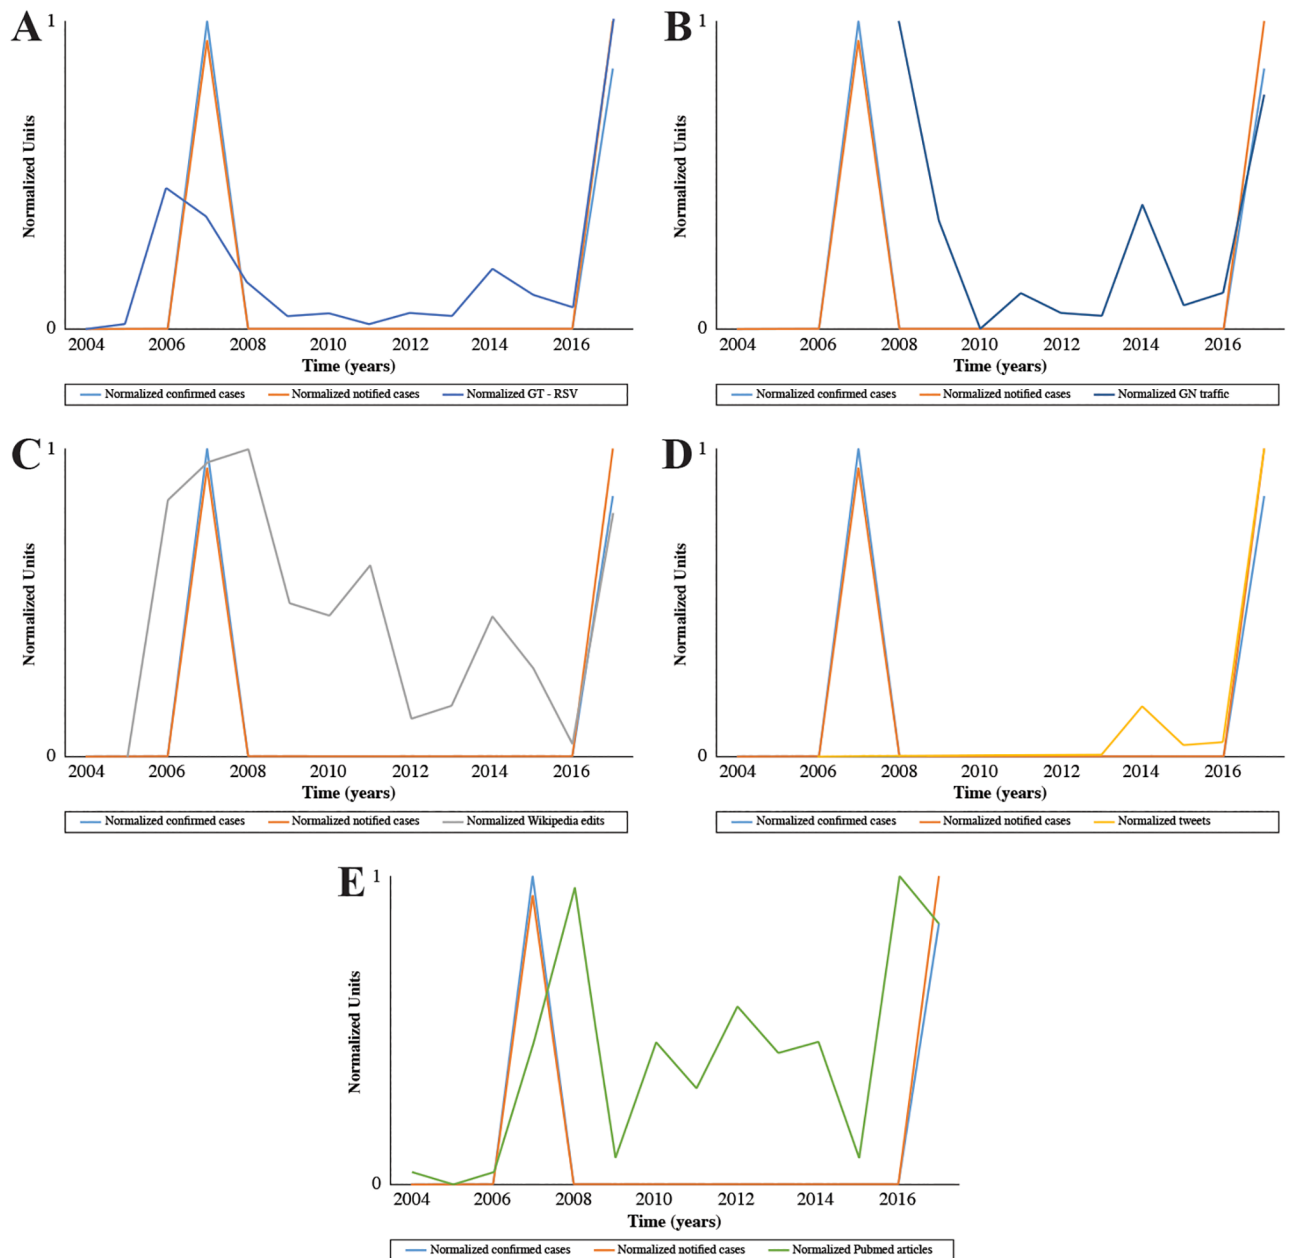 A
1
Normalized Units
0
2004 2006 2008 2010 2012 2014 2016
Time (years)
Normalized confirmed cases Normalized notified cases Normalized GT - RSV
B
1
Normalized Units
0
2004 2006 2008 2010 2012 2014 2016
Time (years)
Normalized confirmed cases Normalized notified cases Normalized GN traffic
C
1
Normalized Units
0
2004 2006 2008 2010 2012 2014 2016
Time (years)
Normalized confirmed cases Normalized notified cases Normalized Wikipedia edits
D
1
Normalized Units
0
2004 2006 2008 2010 2012 2014 2016
Time (years)
Normalized confirmed cases Normalized notified cases Normalized tweets
E
1
Normalized Units
0
2004 2006 2008 2010 2012 2014 2016
Time (years)
Normalized confirmed cases Normalized notified cases Normalized Pubmed articles